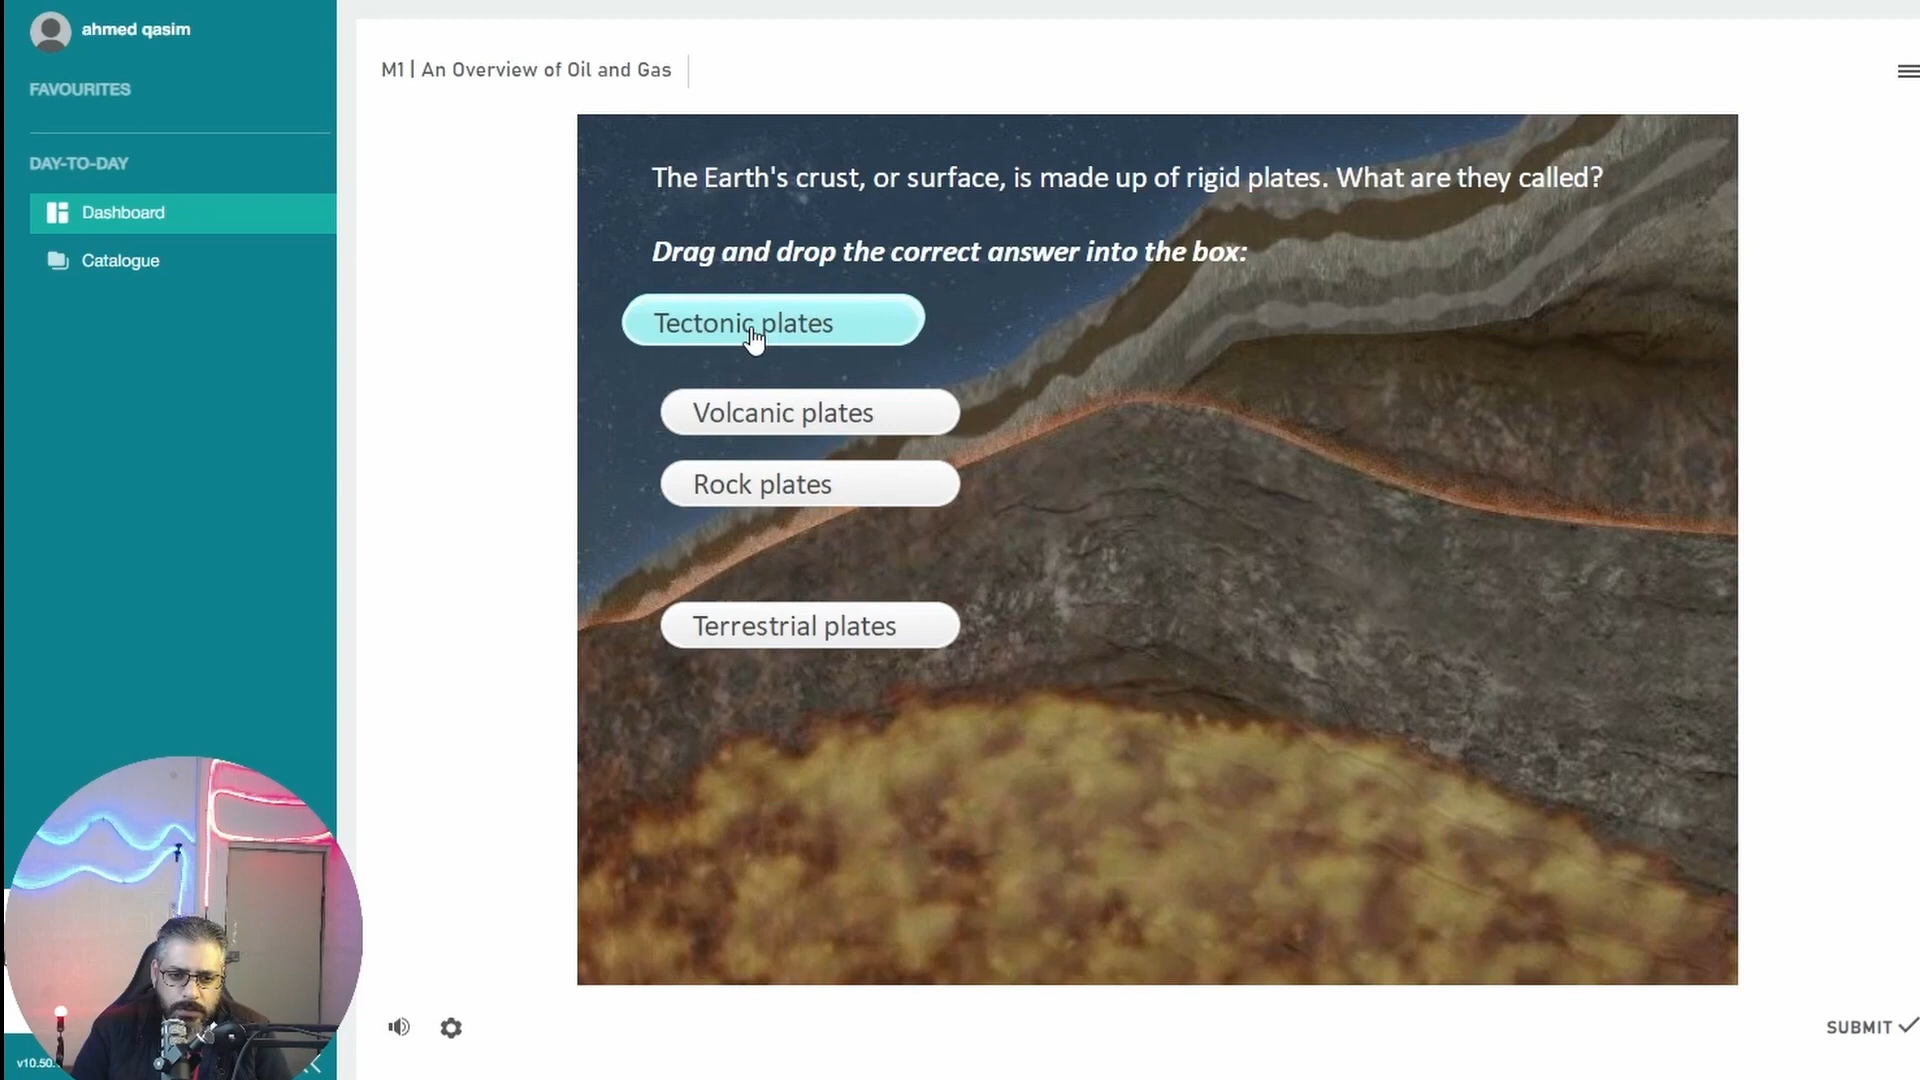 ahmed qasim
FAVOURITES
DAY-TO-DAY
Dashboard
Catalogue
M1 | An Overview of Oil and Gas
The Earth's crust, or surface, is made up of rigid plates. What are they called?
Drag and drop the correct answer into the box:
Tectonic plates
Volcanic plates
Rock plates
Terrestrial plates
v10.50.
SUBMIT